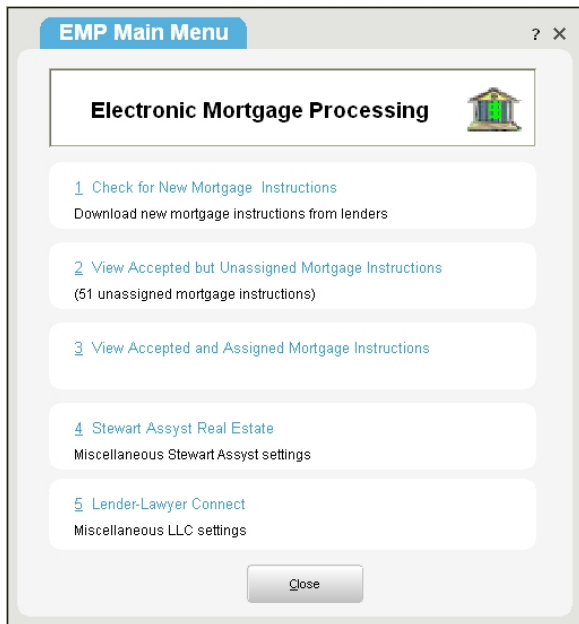 EMP Main Menu
? ×
Electronic Mortgage Processing
1 Check for New Mortgage Instructions
Download new mortgage instructions from lenders
2 View Accepted but Unassigned Mortgage Instructions
(51 unassigned mortgage instructions)
3 View Accepted and Assigned Mortgage Instructions
4 Stewart Assyst Real Estate
Miscellaneous Stewart Assyst settings
5 Lender-Lawyer Connect
Miscellaneous LLC settings
Close